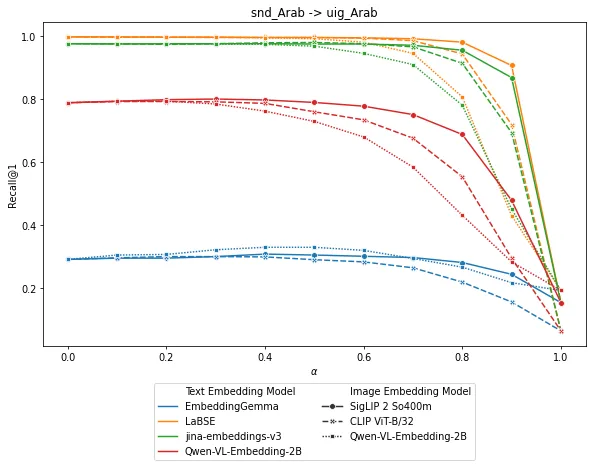 snd_Arab -> uig_Arab
1.0
0.8
0.6
0.4
0.2
Recall@1
0.0 0.2 0.4 0.6 0.8 1.0
α
Text Embedding Model
EmbeddingGemma
LaBSE
jina-embeddings-v3
Qwen-VL-Embedding-2B
Image Embedding Model
SigLIP 2 So400m
CLIP ViT-B/32
Qwen-VL-Embedding-2B